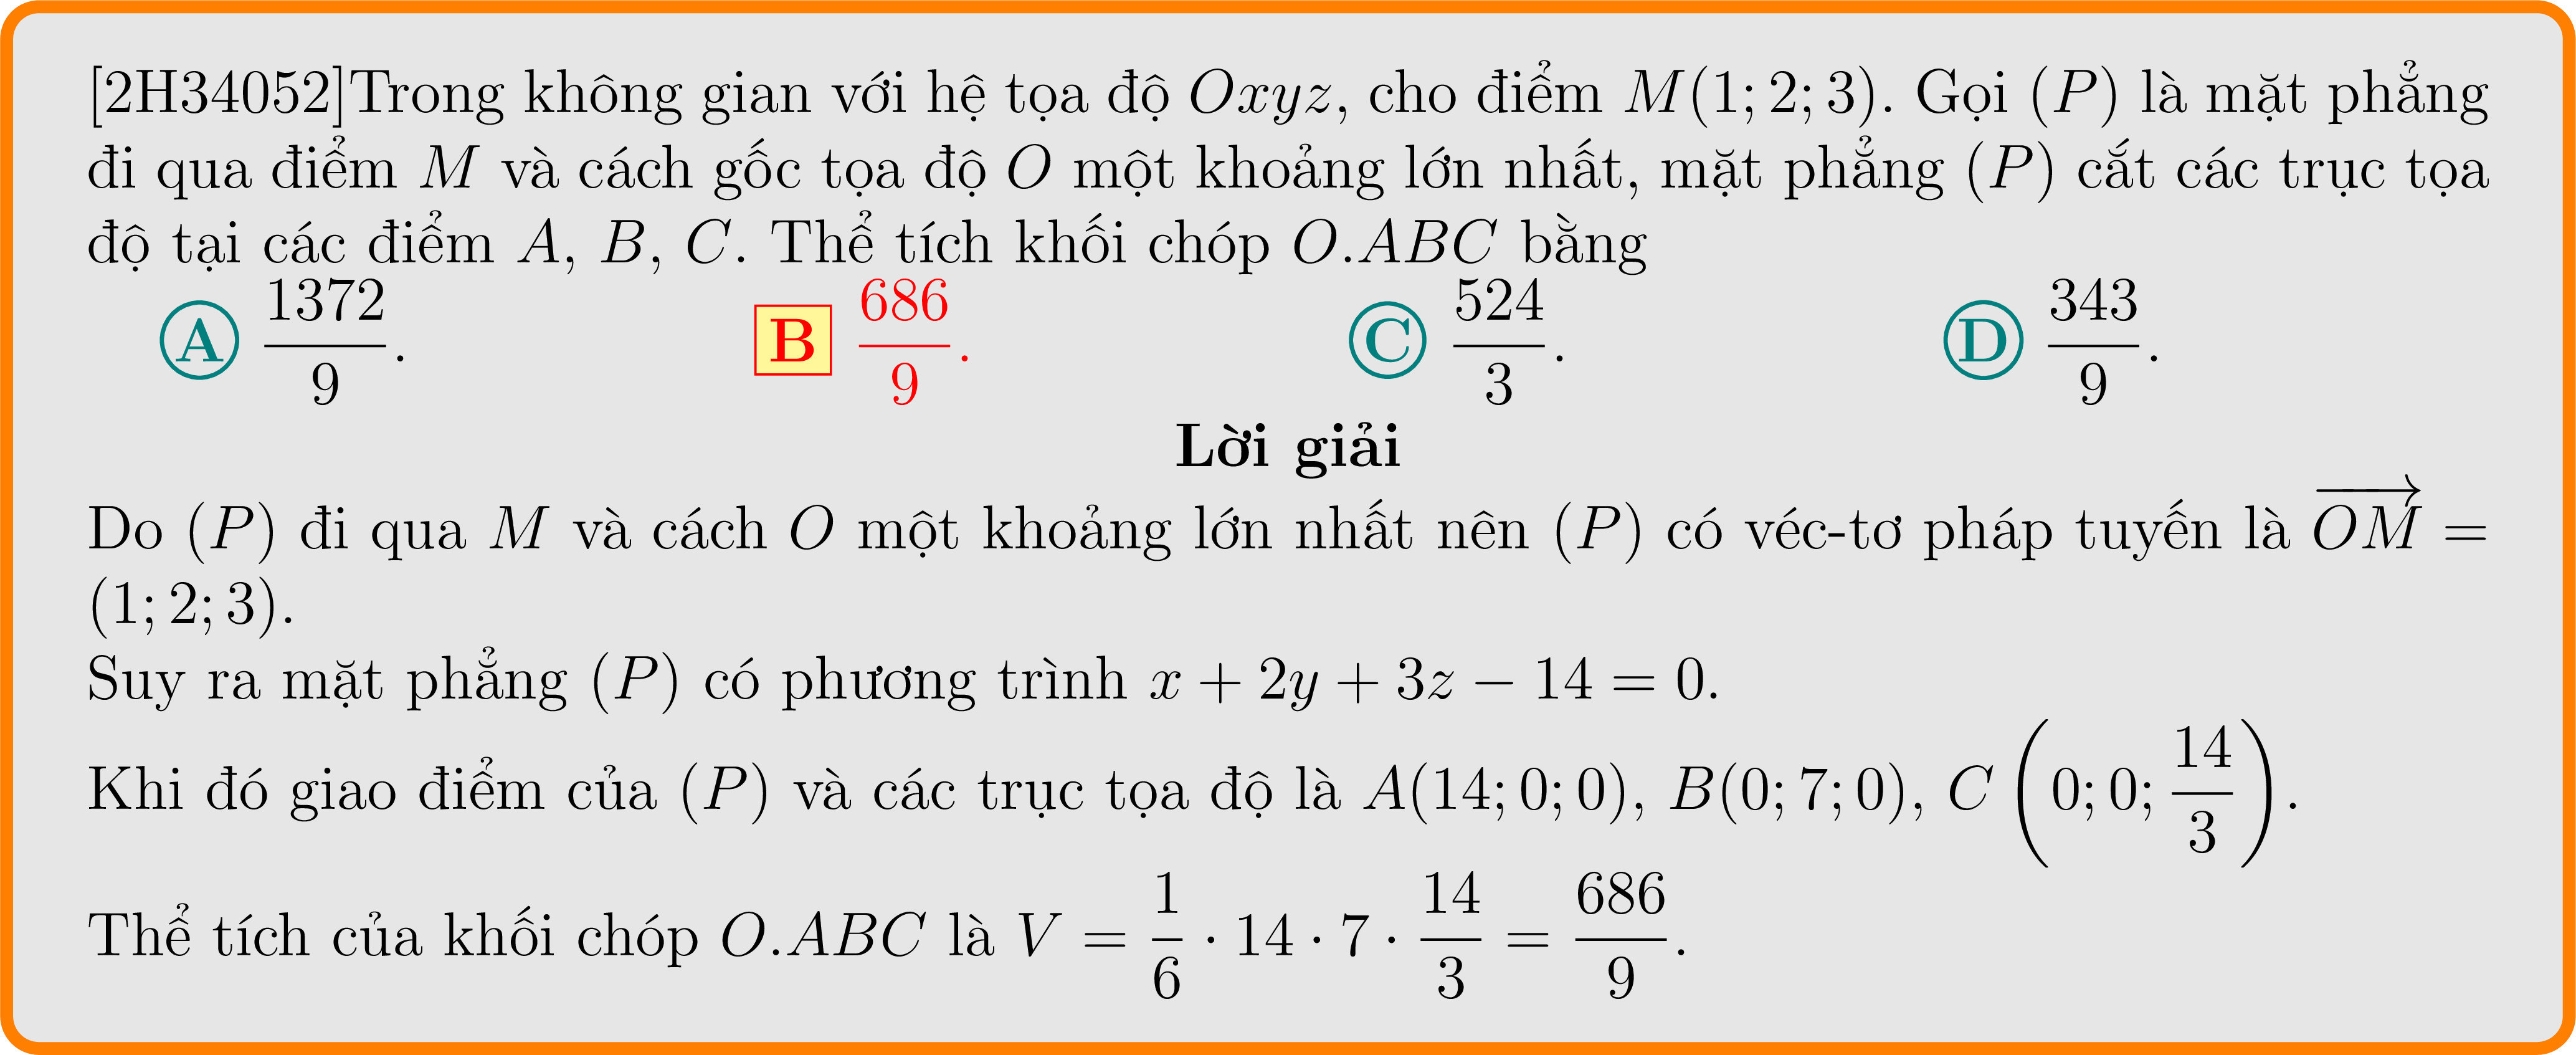 [2H34052]Trong không gian với hệ tọa độ Oxyz, cho điểm M(1; 2; 3). Gọi (P) là mặt phẳng
đi qua điểm M và cách gốc tọa độ O một khoảng lớn nhất, mặt phẳng (P) cắt các trục tọa
độ tại các điểm A, B, C. Thể tích khối chóp O.ABC bằng
A $\frac{1372}{9}$. B $\frac{686}{9}$. C $\frac{524}{3}$. D $\frac{343}{9}$.
Lời giải
Do (P) đi qua M và cách O một khoảng lớn nhất nên (P) có véc-tơ pháp tuyến là $\overrightarrow{OM}$ =
(1; 2; 3).
Suy ra mặt phẳng (P) có phương trình x + 2y + 3z − 14 = 0.
Khi đó giao điểm của (P) và các trục tọa độ là A(14; 0; 0), B(0; 7; 0), C $\left(0; 0; \frac{14}{3}\right)$.
Thể tích của khối chóp O.ABC là V = $\frac{1}{6} \cdot 14 \cdot 7 \cdot \frac{14}{3} = \frac{686}{9}$.